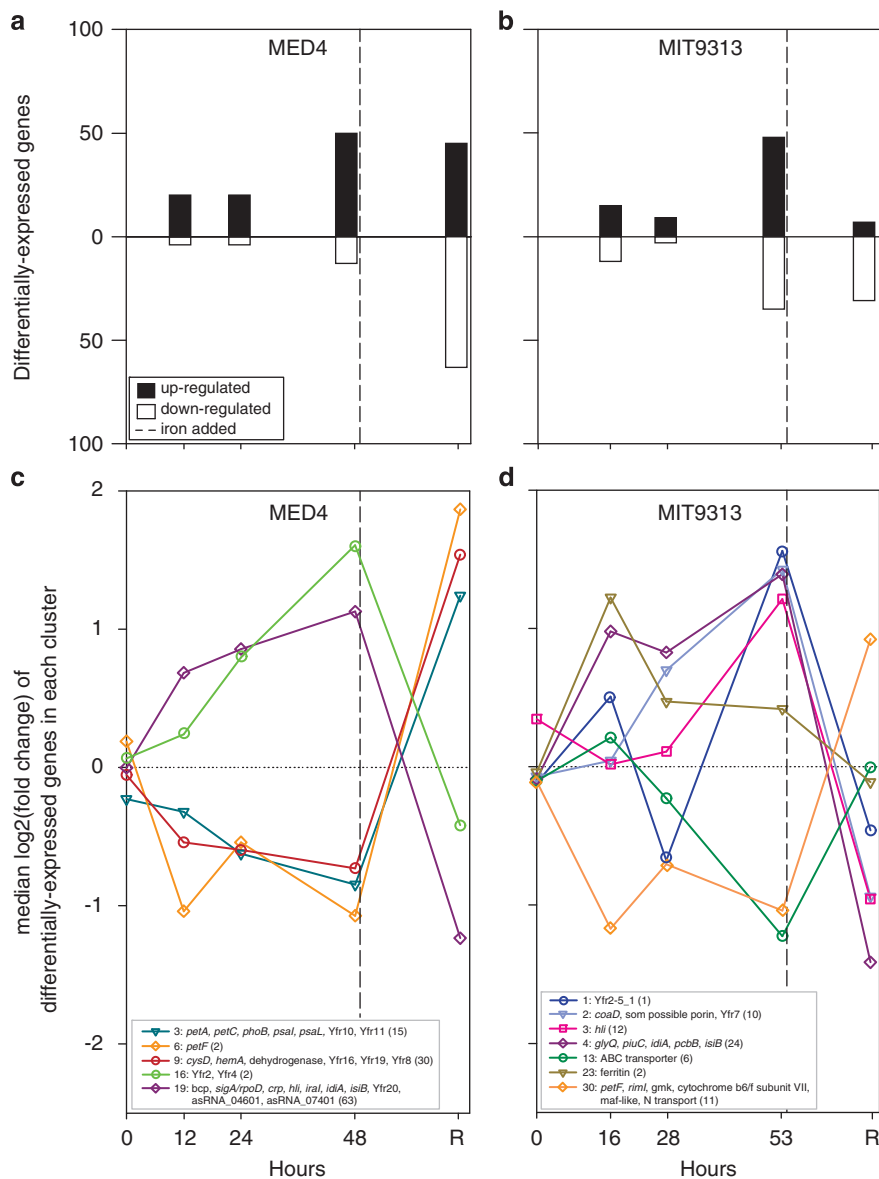 a
MED4
100
50
0
50
100
Differentially-expressed genes
up-regulated
down-regulated
iron added
b
MIT9313
c
MED4
2
1
0
-1
-2
median log2(fold change) of
differentially-expressed genes in each cluster
3: petA, petC, phoB, psaI, psaL, Yfr10, Yfr11 (15)
6: petF (2)
9: cysD, hemA, dehydrogenase, Yfr16, Yfr19, Yfr8 (30)
16: Yfr2, Yfr4 (2)
19: bcp, sigA/rpoD, crp, hli, iraI, idiA, isiB, Yfr20,
asRNA_04601, asRNA_07401 (63)
0 12 24 48 R
Hours
d
MIT9313
1: Yfr2-5_1 (1)
2: coaD, som possible porin, Yfr7 (10)
3: hli (12)
4: glyQ, piuC, idiA, pcbB, isiB (24)
13: ABC transporter (6)
23: ferritin (2)
30: petF, rimI, gmk, cytochrome b6/f subunit VII,
maf-like, N transport (11)
0 16 28 53 R
Hours